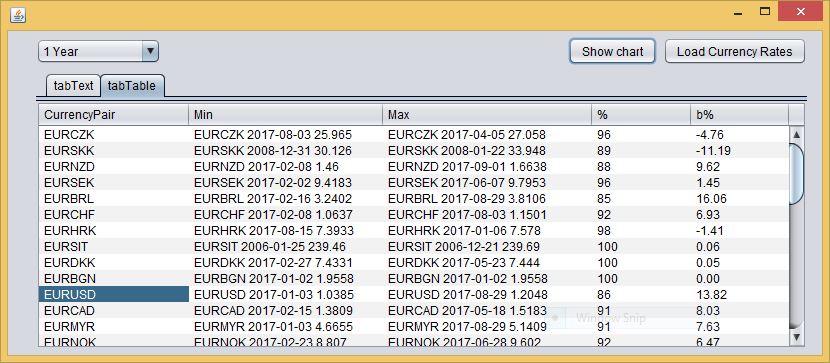 1 Year Show chart Load Currency Rates
tabText tabTable
CurrencyPair Min Max % b%
EURCZK EURCZK 2017-08-03 25.965 EURCZK 2017-04-05 27.058 96 -4.76
EURSKK EURSKK 2008-12-31 30.126 EURSKK 2008-01-22 33.948 89 -11.19
EURNZD EURNZD 2017-02-08 1.46 EURNZD 2017-09-01 1.6638 88 9.62
EURSEK EURSEK 2017-02-02 9.4183 EURSEK 2017-06-07 9.7953 96 1.45
EURBRL EURBRL 2017-02-16 3.2402 EURBRL 2017-08-29 3.8106 85 16.06
EURCHF EURCHF 2017-02-08 1.0637 EURCHF 2017-08-03 1.1501 92 6.93
EURHRK EURHRK 2017-08-15 7.3933 EURHRK 2017-01-06 7.578 98 -1.41
EURSIT EURSIT 2006-01-25 239.46 EURSIT 2006-12-21 239.69 100 0.06
EURDKK EURDKK 2017-02-27 7.4331 EURDKK 2017-05-23 7.444 100 0.05
EURBGN EURBGN 2017-01-02 1.9558 EURBGN 2017-01-02 1.9558 100 0.00
EURUSD EURUSD 2017-01-03 1.0385 EURUSD 2017-08-29 1.2048 86 13.82
EURCAD EURCAD 2017-02-15 1.3809 EURCAD 2017-05-18 1.5183 91 8.03
Window Snip
EURMYR EURMYR 2017-01-03 4.6655 EURMYR 2017-08-29 5.1409 91 7.63
EURNOK EURNOK 2017-02-23 8.807 EURNOK 2017-06-28 9.602 92 6.47